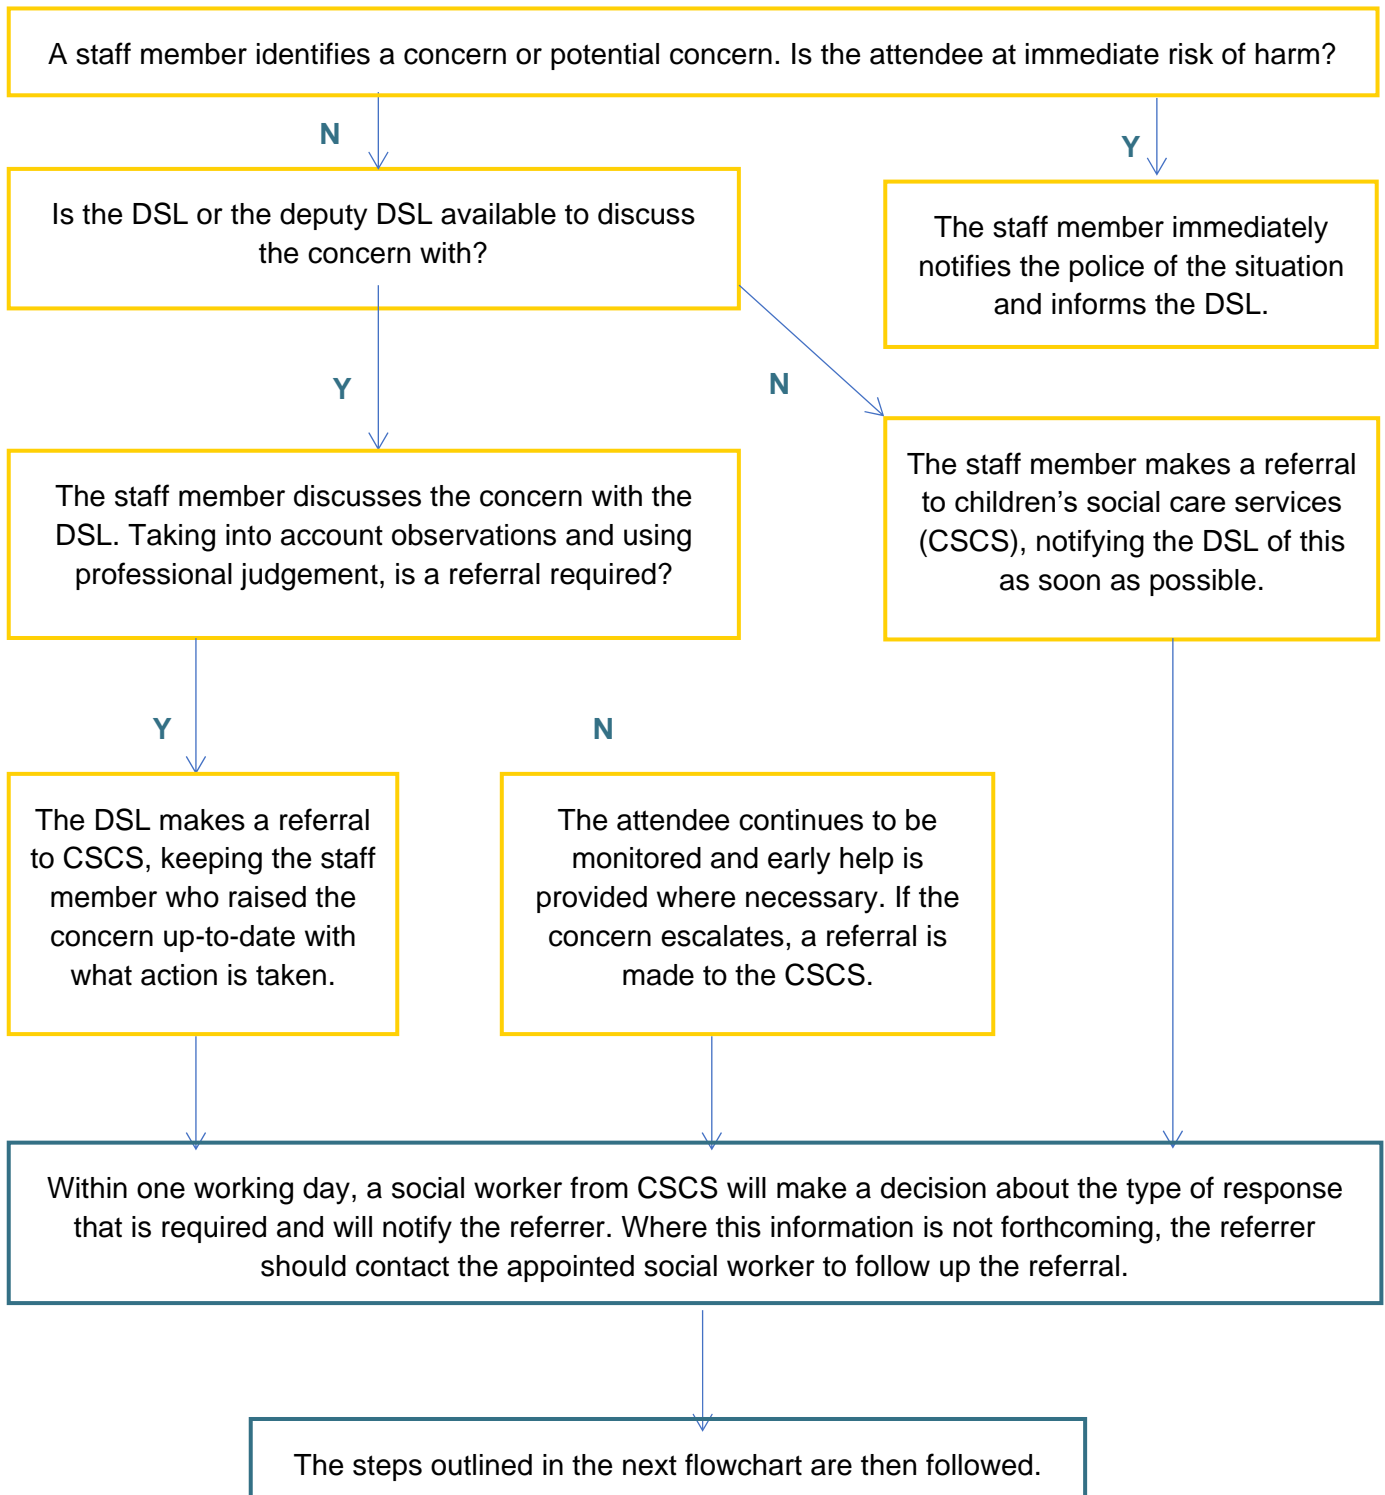 A staff member identifies a concern or potential concern. Is the attendee at immediate risk of harm?
N
Y
Is the DSL or the deputy DSL available to discuss
the concern with?
The staff member immediately
notifies the police of the situation
and informs the DSL.
Y
N
The staff member discusses the concern with the
DSL. Taking into account observations and using
professional judgement, is a referral required?
The staff member makes a referral
to children’s social care services
(CSCS), notifying the DSL of this
as soon as possible.
Y
N
The DSL makes a referral
to CSCS, keeping the staff
member who raised the
concern up-to-date with
what action is taken.
The attendee continues to be
monitored and early help is
provided where necessary. If the
concern escalates, a referral is
made to the CSCS.
Within one working day, a social worker from CSCS will make a decision about the type of response
that is required and will notify the referrer. Where this information is not forthcoming, the referrer
should contact the appointed social worker to follow up the referral.
The steps outlined in the next flowchart are then followed.